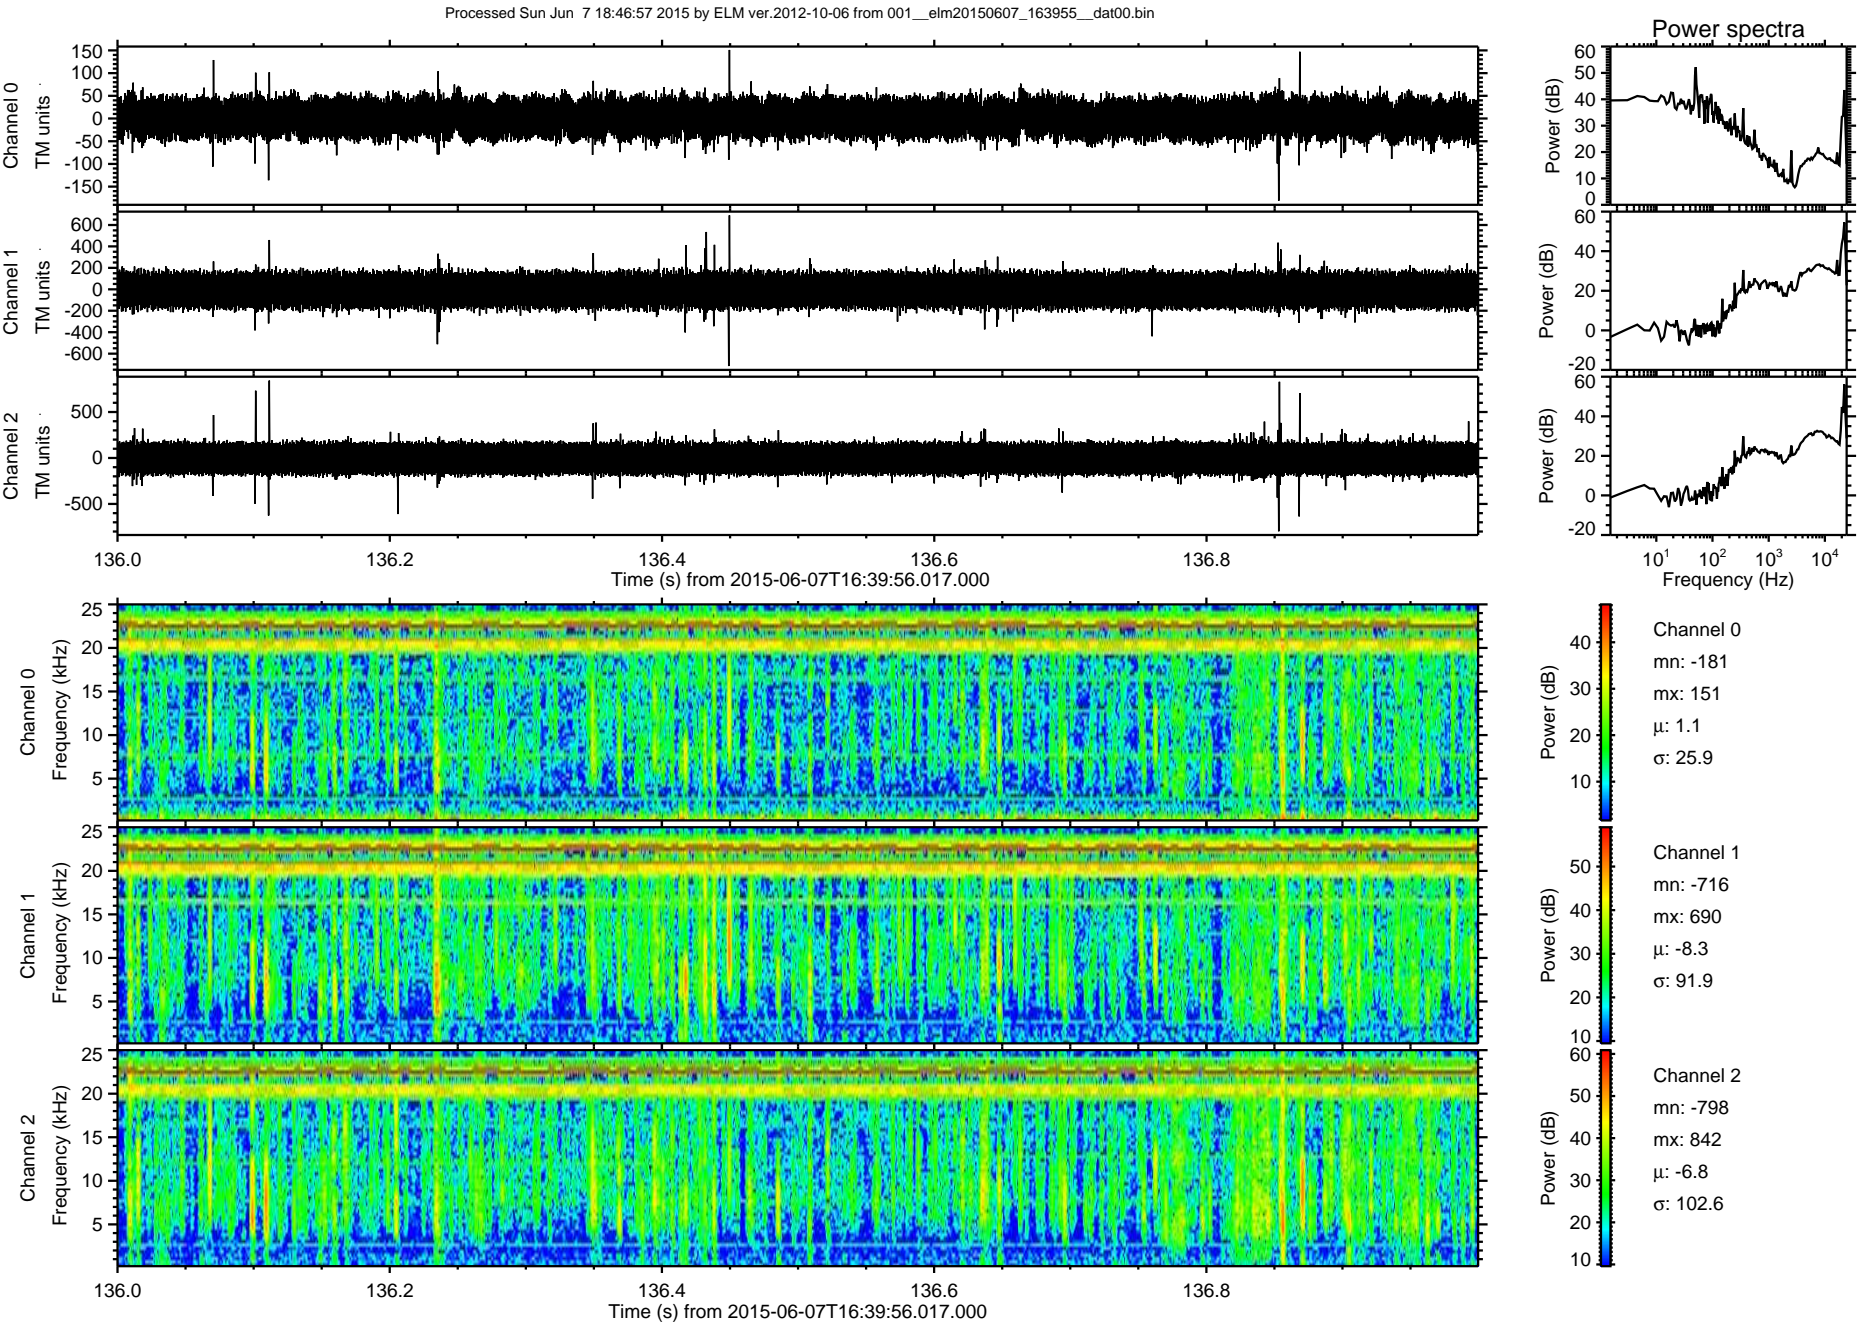 Processed Sun Jun  7 18:46:57 2015 by ELM ver.2012-10-06 from 001__elm20150607_163955__dat00.bin
Power spectra
Channel 0
TM units
150
100
50
0
-50
-100
-150
Power (dB)
60
50
40
30
20
10
0
Channel 1
TM units
600
400
200
0
-200
-400
-600
Power (dB)
60
40
20
0
-20
Channel 2
TM units
500
0
-500
Power (dB)
60
40
20
0
-20
136.0 136.2 136.4 136.6 136.8
Time (s) from 2015-06-07T16:39:56.017.000
10^1 10^2 10^3 10^4
Frequency (Hz)
Channel 0
Frequency (kHz)
25
20
15
10
5
Power (dB)
40
30
20
10
Channel 0
mn: -181
mx: 151
μ: 1.1
σ: 25.9
Channel 1
Frequency (kHz)
25
20
15
10
5
Power (dB)
50
40
30
20
10
Channel 1
mn: -716
mx: 690
μ: -8.3
σ: 91.9
Channel 2
Frequency (kHz)
25
20
15
10
5
Power (dB)
60
50
40
30
20
10
Channel 2
mn: -798
mx: 842
μ: -6.8
σ: 102.6
136.0 136.2 136.4 136.6 136.8
Time (s) from 2015-06-07T16:39:56.017.000